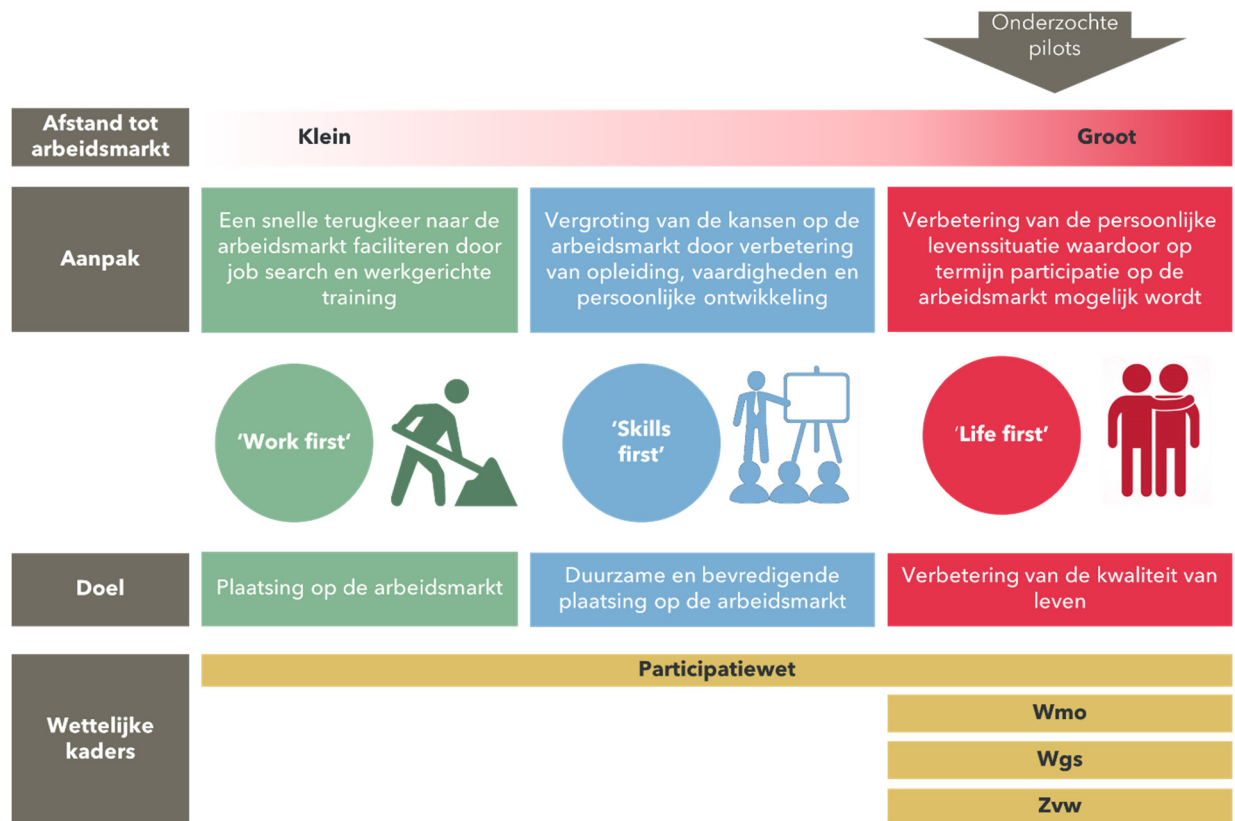 Onderzochte
pilots
Afstand tot
arbeidsmarkt
Klein
Groot
Aanpak
Een snelle terugkeer naar de
arbeidsmarkt faciliteren door
job search en werkgerichte
training
Vergroting van de kansen op de
arbeidsmarkt door verbetering
van opleiding, vaardigheden en
persoonlijke ontwikkeling
Verbetering van de persoonlijke
levenssituatie waardoor op
termijn participatie op de
arbeidsmarkt mogelijk wordt
‘Work first’
‘Skills
first’
‘Life first’
Doel
Plaatsing op de arbeidsmarkt
Duurzame en bevredigende
plaatsing op de arbeidsmarkt
Verbetering van de kwaliteit van
leven
Wettelijke
kaders
Participatiewet
Wmo
Wgs
Zvw